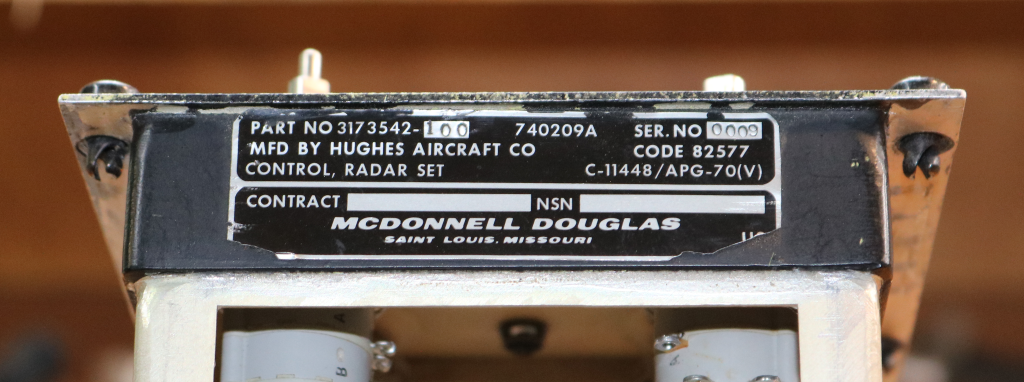 PART NO 3173542-100 740209A SER. NO 0009
MFD BY HUGHES AIRCRAFT CO CODE 82577
CONTROL, RADAR SET C-11448/APG-70(V)
CONTRACT NSN
MCDONNELL DOUGLAS
SAINT LOUIS, MISSOURI
A
B